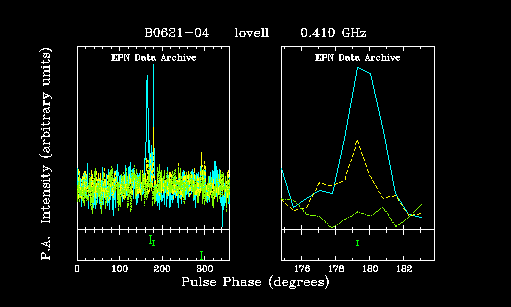 B0621-04 lovell 0.410 GHz
EPN Data Archive EPN Data Archive
P.A. Intensity (arbitrary units)
0 100 200 300 176 178 180 182
Pulse Phase (degrees)